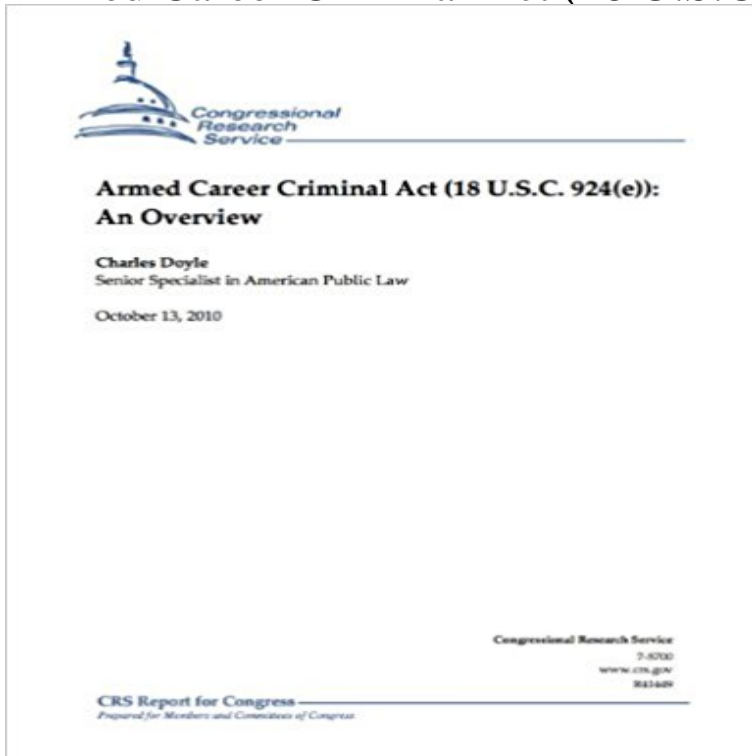 Congressional
Research
Service
Armed Career Criminal Act (18 U.S.C. 924(e)):
An Overview
Charles Doyle
Senior Specialist in American Public Law
October 13, 2010
Congressional Research Service
7-5700
www.crs.gov
CRS Report for Congress
Prepared for Members and Committees of Congress